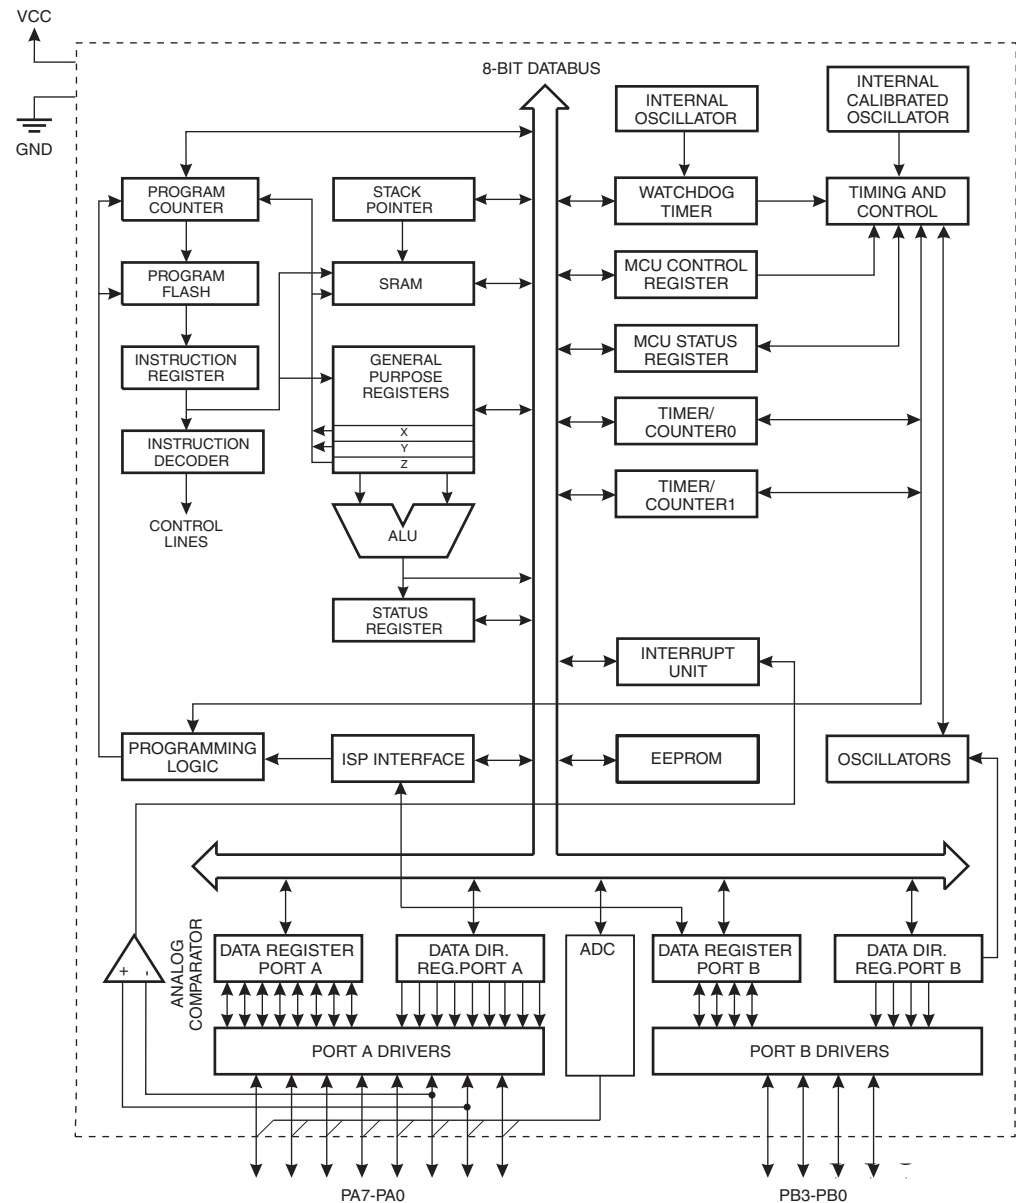 VCC
GND
8-BIT DATABUS
INTERNAL
OSCILLATOR
INTERNAL
CALIBRATED
OSCILLATOR
PROGRAM
COUNTER
STACK
POINTER
WATCHDOG
TIMER
TIMING AND
CONTROL
PROGRAM
FLASH
SRAM
MCU CONTROL
REGISTER
INSTRUCTION
REGISTER
GENERAL
PURPOSE
REGISTERS
X
Y
Z
MCU STATUS
REGISTER
INSTRUCTION
DECODER
TIMER/
COUNTER0
CONTROL
LINES
ALU
TIMER/
COUNTER1
STATUS
REGISTER
INTERRUPT
UNIT
PROGRAMMING
LOGIC
ISP INTERFACE
EEPROM
OSCILLATORS
+
-
ANALOG
COMPARATOR
DATA REGISTER
PORT A
DATA DIR.
REG.PORT A
ADC
DATA REGISTER
PORT B
DATA DIR.
REG.PORT B
PORT A DRIVERS
PORT B DRIVERS
PA7-PA0
PB3-PB0